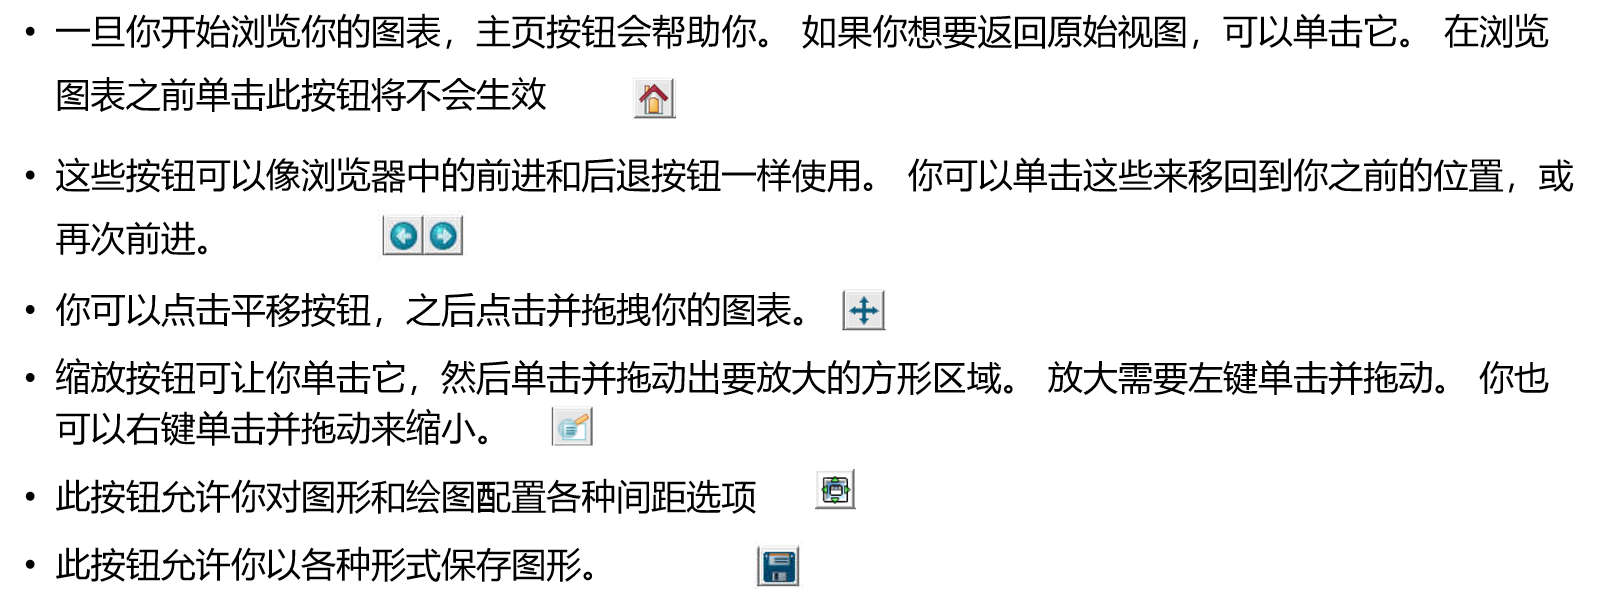 • 一旦你开始浏览你的图表，主页按钮会帮助你。 如果你想要返回原始视图，可以单击它。 在浏览
图表之前单击此按钮将不会生效
• 这些按钮可以像浏览器中的前进和后退按钮一样使用。 你可以单击这些来移回到你之前的位置，或
再次前进。
• 你可以点击平移按钮，之后点击并拖拽你的图表。
• 缩放按钮可让你单击它，然后单击并拖动出要放大的方形区域。 放大需要左键单击并拖动。 你也
可以右键单击并拖动来缩小。
• 此按钮允许你对图形和绘图配置各种间距选项
• 此按钮允许你以各种形式保存图形。